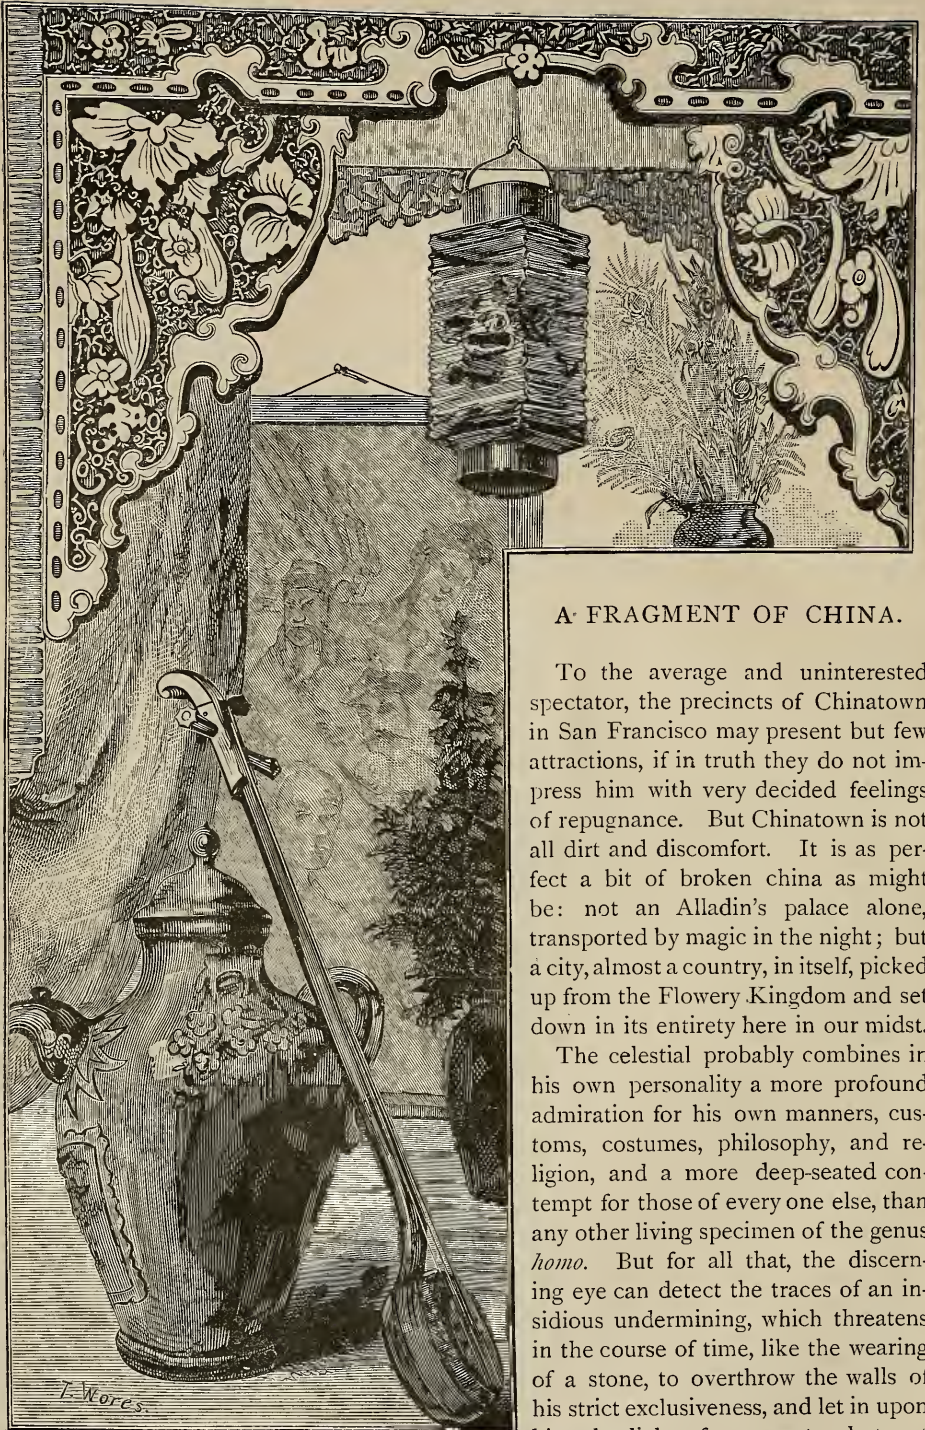 A FRAGMENT OF CHINA.
To the average and uninterested
spectator, the precincts of Chinatown
in San Francisco may present but few
attractions, if in truth they do not im-
press him with very decided feelings
of repugnance. But Chinatown is not
all dirt and discomfort. It is as per-
fect a bit of broken china as might
be: not an Alladin's palace alone,
transported by magic in the night; but
a city, almost a country, in itself, picked
up from the Flowery Kingdom and set
down in its entirety here in our midst.
The celestial probably combines in
his own personality a more profound
admiration for his own manners, cus-
toms, costumes, philosophy, and re-
ligion, and a more deep-seated con-
tempt for those of every one else, than
any other living specimen of the genus
homo. But for all that, the discern-
ing eye can detect the traces of an in-
sidious undermining, which threatens
in the course of time, like the wearing
of a stone, to overthrow the walls of
his strict exclusiveness, and let in upon
T. Wores.